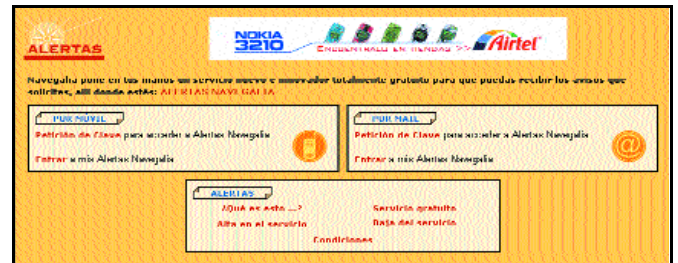 ALERTAS
NOKIA
3210
ENCUENTRALO EN TIENDAS >>
Airtel
Navegalia pone en tus manos un servicio nuevo e innovador totalmente gratuito para que puedas recibir los avisos que
solicites, allí donde estés: ALERTAS NAVEGALIA
POR MÓVIL
Petición de Clave para acceder a Alertas Navegalia
Entrar a mis Alertas Navegalia
POR MAIL
Petición de Clave para acceder a Alertas Navegalia
@
Entrar a mis Alertas Navegalia
ALERTAS
¿Qué es esto ...?
Servicio gratuito
Alta en el servicio
Baja del servicio
Condiciones